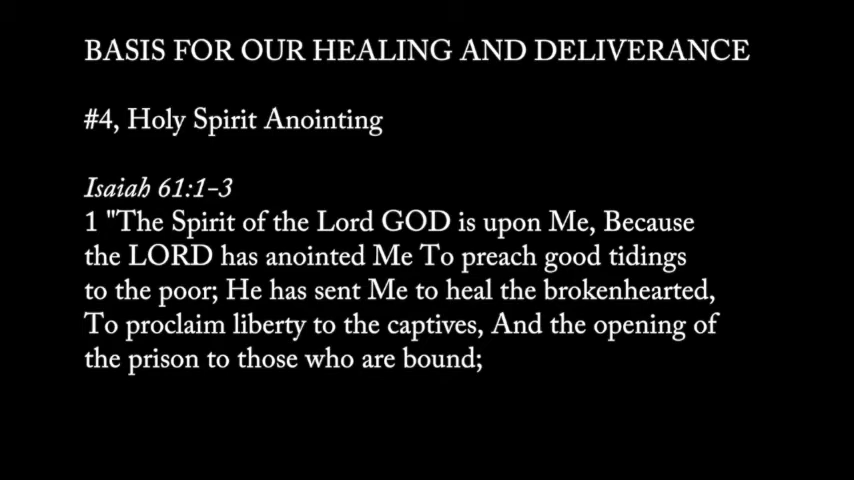 BASIS FOR OUR HEALING AND DELIVERANCE
#4, Holy Spirit Anointing
Isaiah 61:1-3
1 "The Spirit of the Lord GOD is upon Me, Because
the LORD has anointed Me To preach good tidings
to the poor; He has sent Me to heal the brokenhearted,
To proclaim liberty to the captives, And the opening of
the prison to those who are bound;